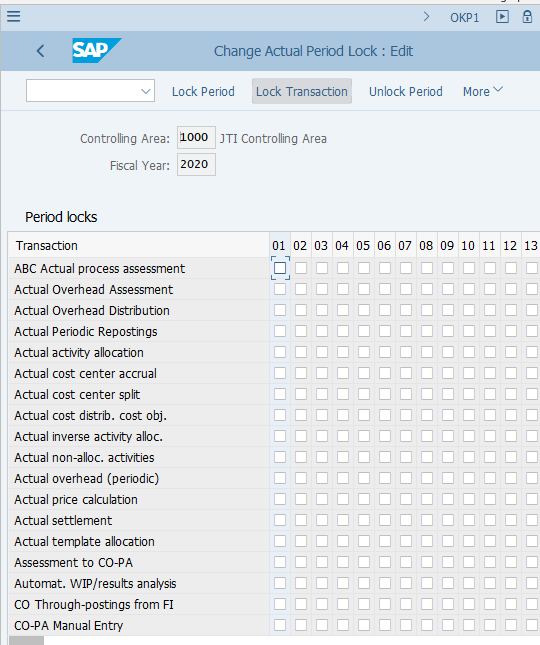 OKP1
SAP
Change Actual Period Lock : Edit
Lock Period Lock Transaction Unlock Period More
Controlling Area: 1000 JTI Controlling Area
Fiscal Year: 2020
Period locks
Transaction 01 02 03 04 05 06 07 08 09 10 11 12 13
ABC Actual process assessment
Actual Overhead Assessment
Actual Overhead Distribution
Actual Periodic Repostings
Actual activity allocation
Actual cost center accrual
Actual cost center split
Actual cost distrib. cost obj.
Actual inverse activity alloc.
Actual non-alloc. activities
Actual overhead (periodic)
Actual price calculation
Actual settlement
Actual template allocation
Assessment to CO-PA
Automat. WIP/results analysis
CO Through-postings from FI
CO-PA Manual Entry